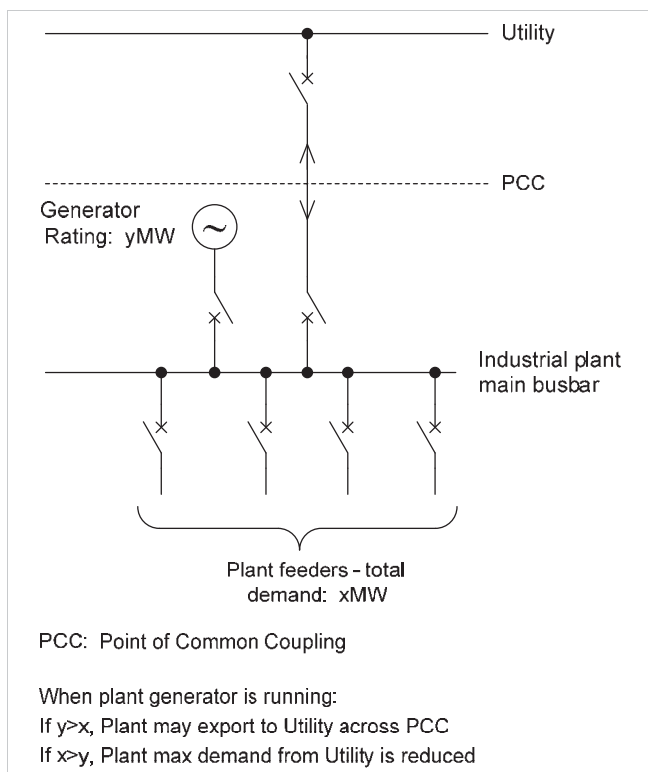 Utility
PCC
Generator
Rating: yMW
Industrial plant
main busbar
Plant feeders - total
demand: xMW
PCC: Point of Common Coupling
When plant generator is running:
If y>x, Plant may export to Utility across PCC
If x>y, Plant max demand from Utility is reduced